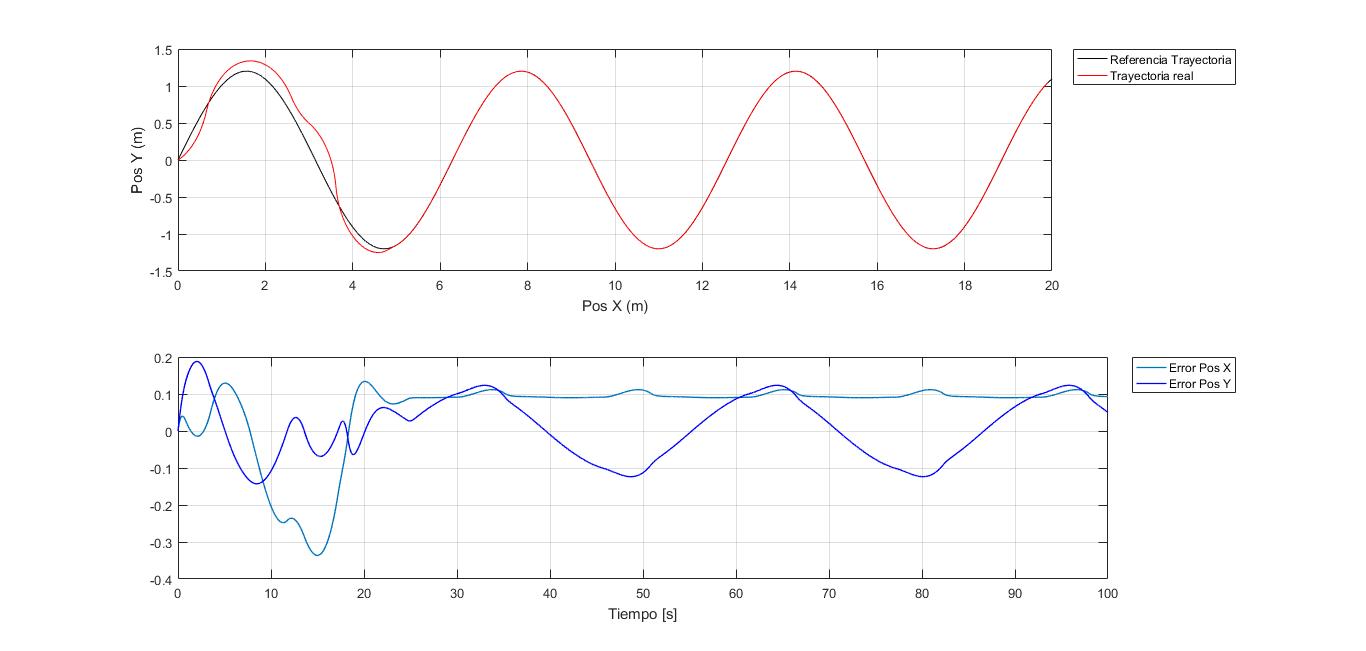 1.5
1
0.5
0
-0.5
-1
-1.5
Pos Y (m)
0 2 4 6 8 10 12 14 16 18 20
Pos X (m)
Referencia Trayectoria
Trayectoria real
0.2
0.1
0
-0.1
-0.2
-0.3
-0.4
0 10 20 30 40 50 60 70 80 90 100
Tiempo [s]
Error Pos X
Error Pos Y